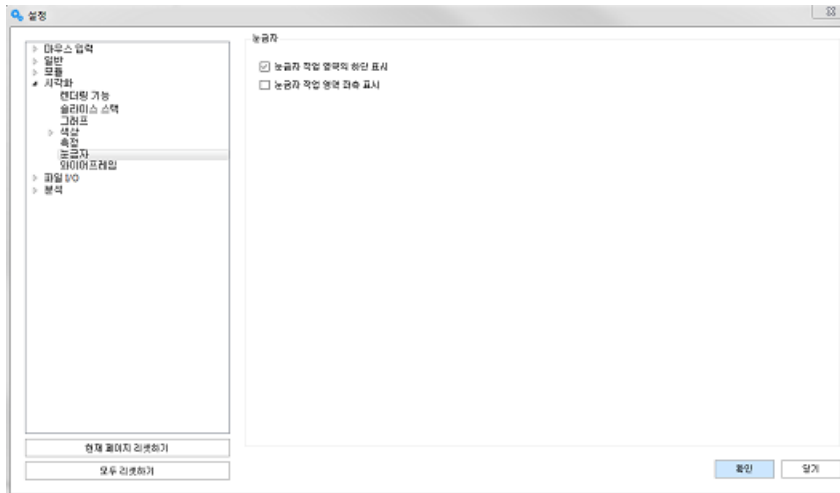 설정
마우스 입력
일반
모듈
시각화
렌더링 기능
슬라이스 스택
그래프
색상
측정
눈금자
와이어프레임
파일 I/O
분석
눈금자
눈금자 작업 영역의 하단 표시
눈금자 작업 영역 좌측 표시
현재 페이지 리셋하기
모두 리셋하기
확인
닫기